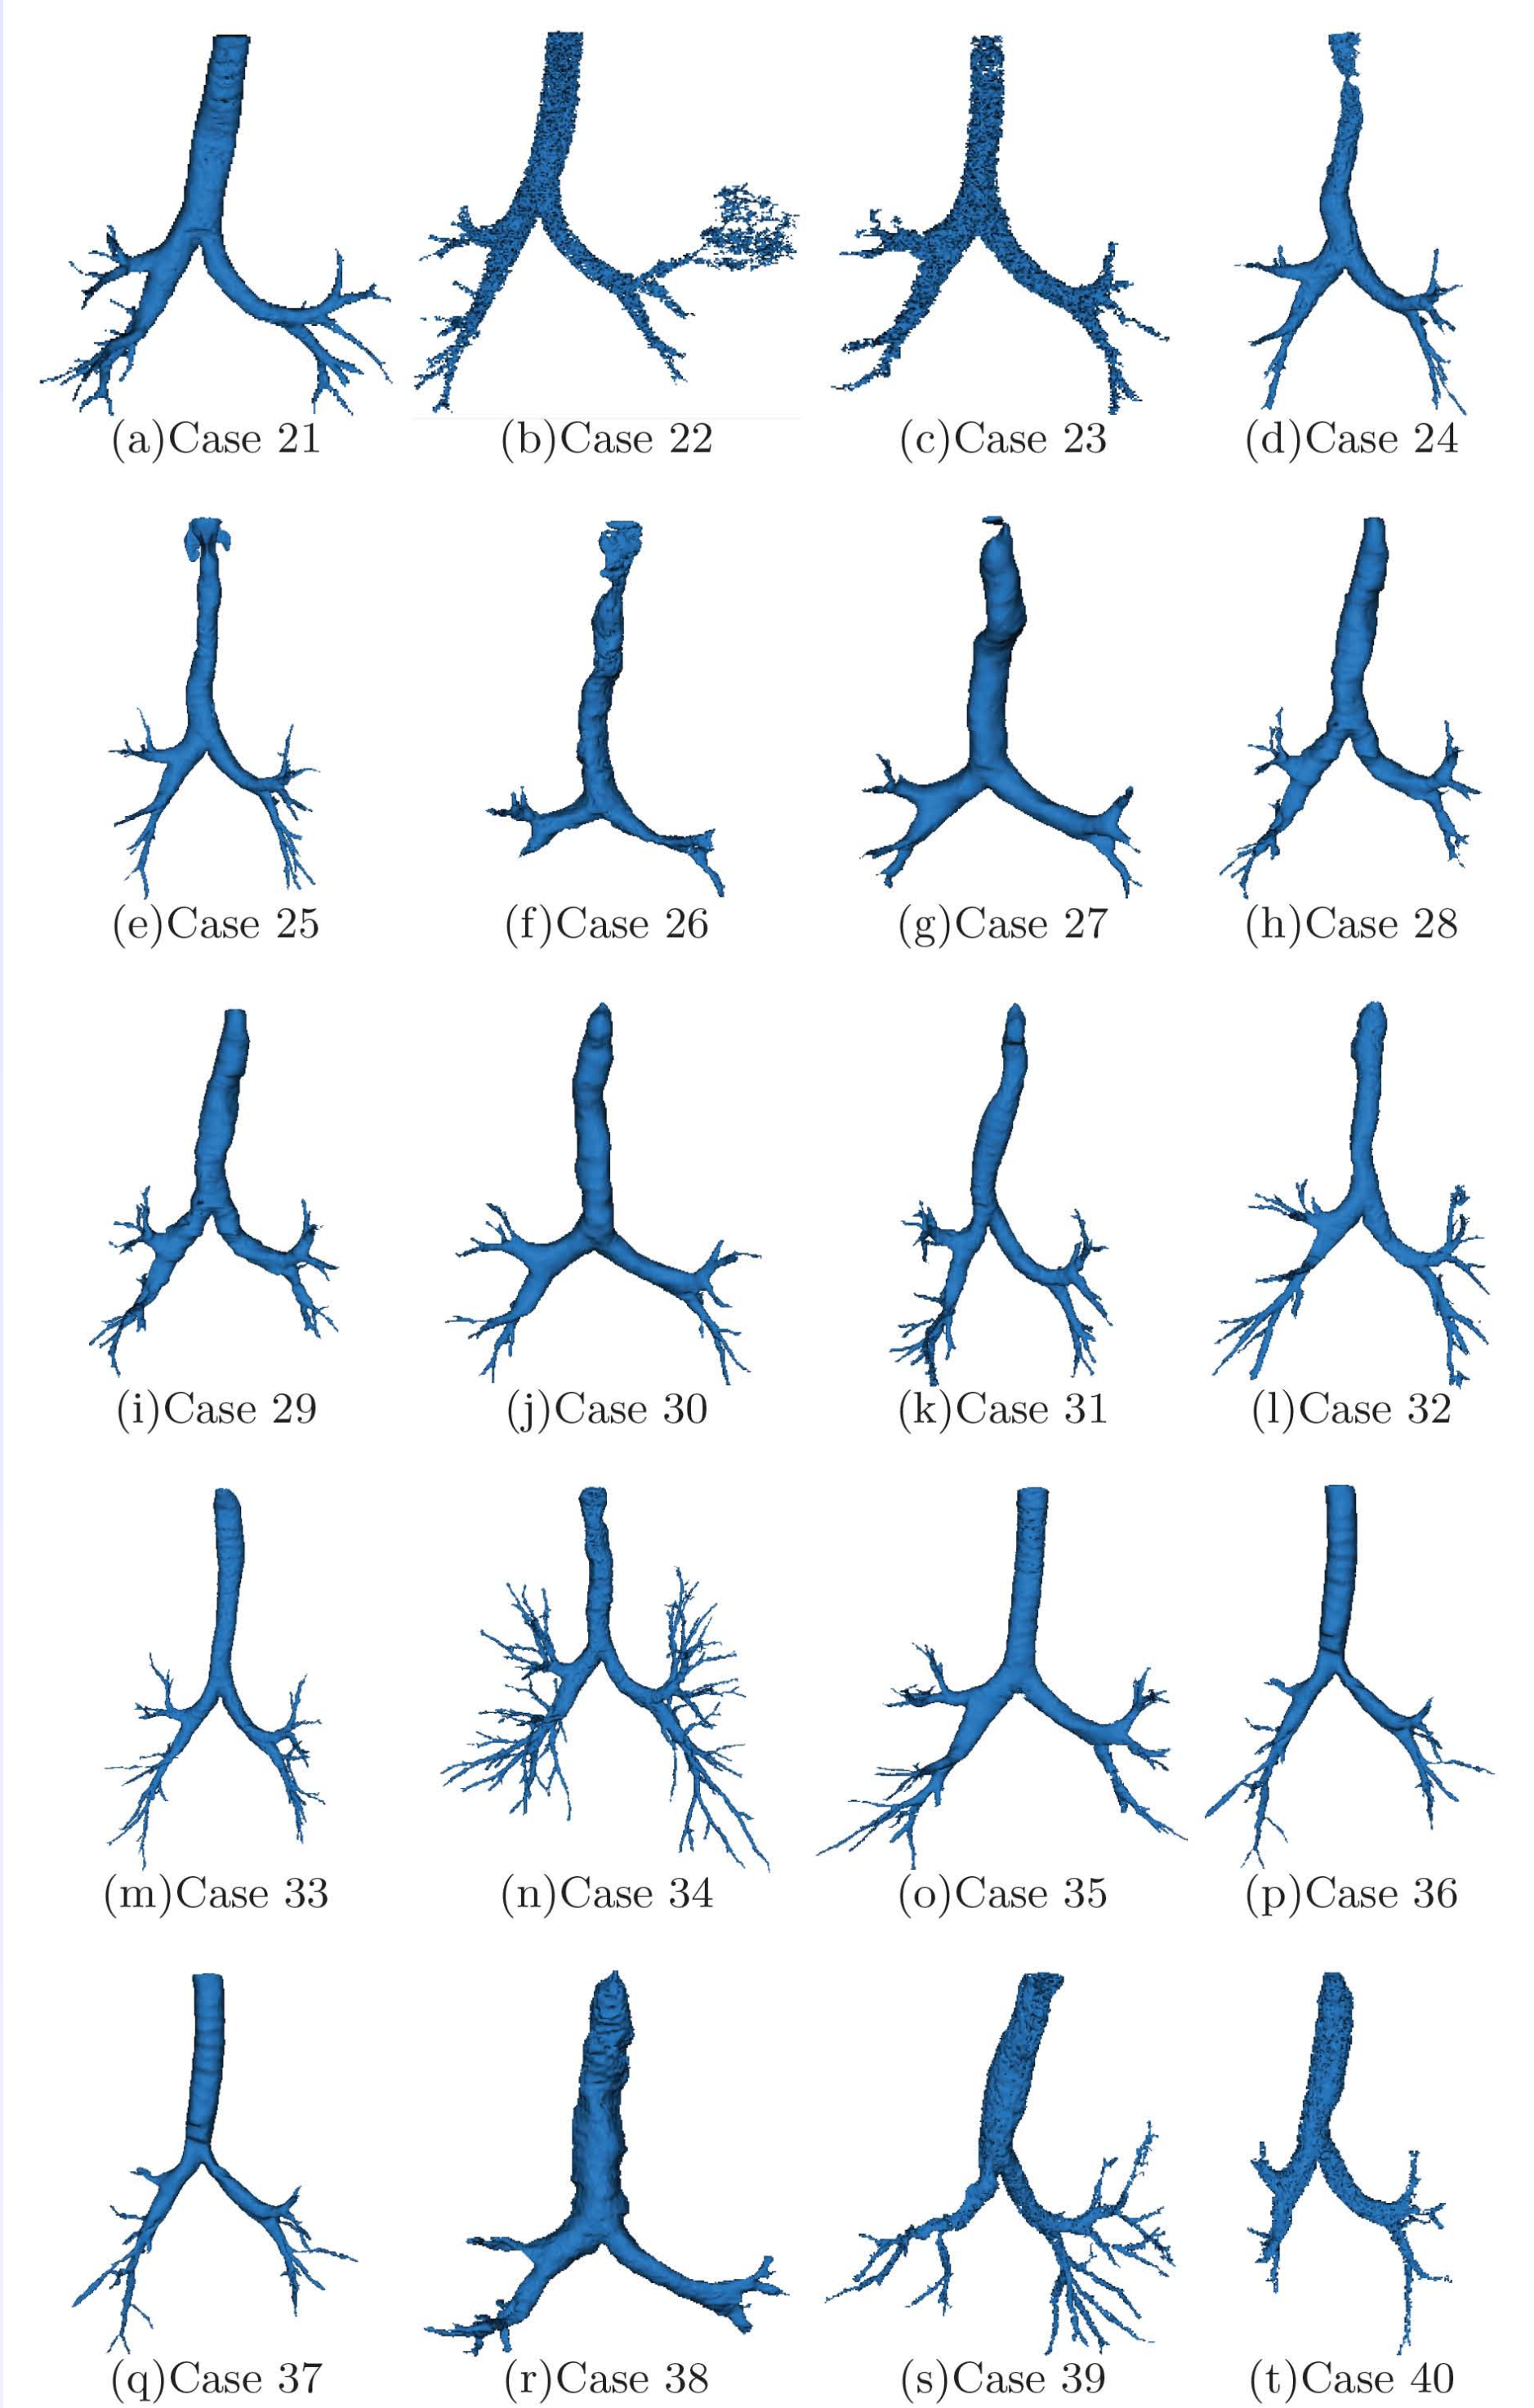 (a)Case 21 (b)Case 22 (c)Case 23 (d)Case 24
(e)Case 25 (f)Case 26 (g)Case 27 (h)Case 28
(i)Case 29 (j)Case 30 (k)Case 31 (l)Case 32
(m)Case 33 (n)Case 34 (o)Case 35 (p)Case 36
(q)Case 37 (r)Case 38 (s)Case 39 (t)Case 40